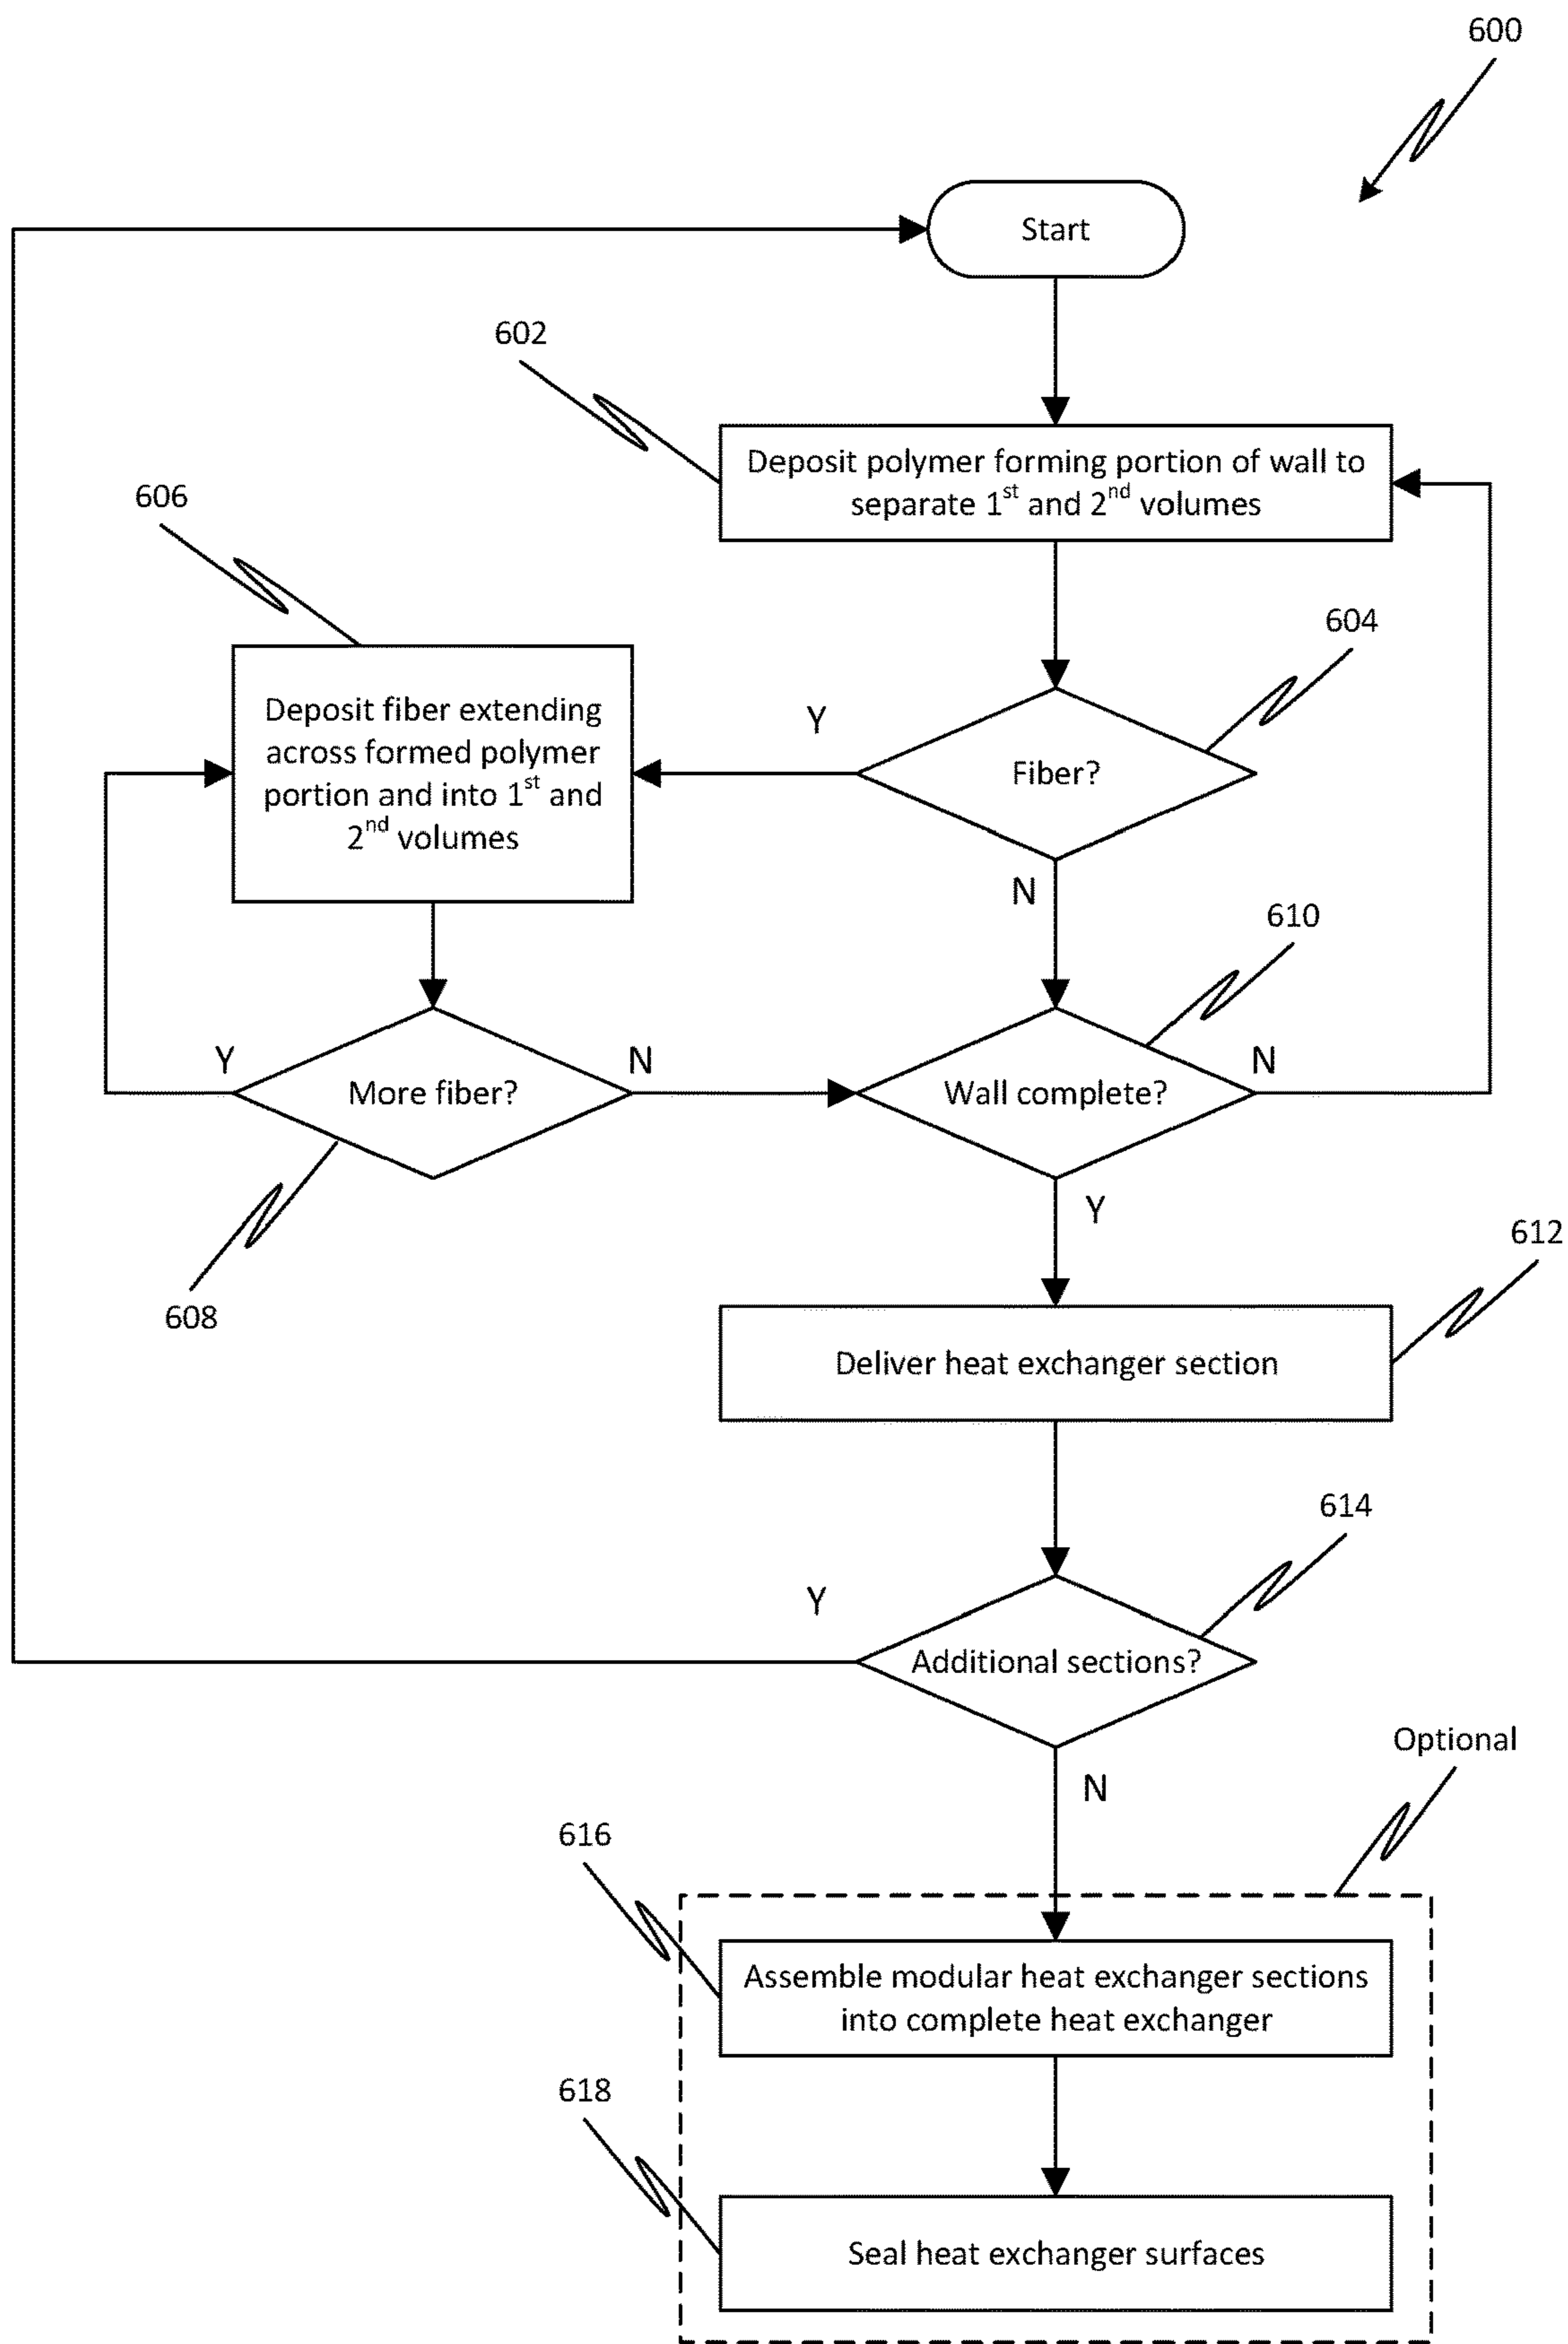 600
Start
602
Deposit polymer forming portion of wall to
separate 1st and 2nd volumes
606
604
Deposit fiber extending
across formed polymer
portion and into 1st and
2nd volumes
Y
Fiber?
N
610
Y
More fiber?
N
Wall complete?
N
608
Y
612
Deliver heat exchanger section
614
Y
Additional sections?
N
Optional
616
Assemble modular heat exchanger sections
into complete heat exchanger
618
Seal heat exchanger surfaces